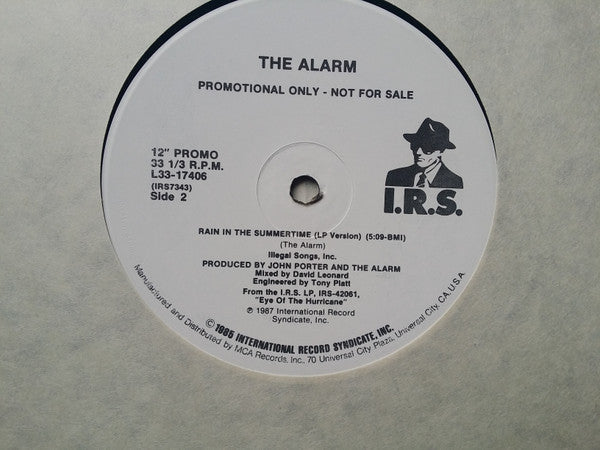 THE ALARM
PROMOTIONAL ONLY - NOT FOR SALE
12" PROMO
33 1/3 R.P.M.
L33-17406
(IRS7343)
Side 2
I.R.S.
RAIN IN THE SUMMERTIME (LP Version) (5:09-BMI)
(The Alarm)
Illegal Songs, Inc.
PRODUCED BY JOHN PORTER AND THE ALARM
Mixed by David Leonard
Engineered by Tony Platt
From the I.R.S. LP, IRS-42061,
"Eye Of The Hurricane"
℗ 1987 International Record
Syndicate, Inc.
©1985 INTERNATIONAL RECORD SYNDICATE, INC.
Manufactured and Distributed by MCA Records, Inc., 70 Universal City Plaza, Universal City, CA. U.S.A